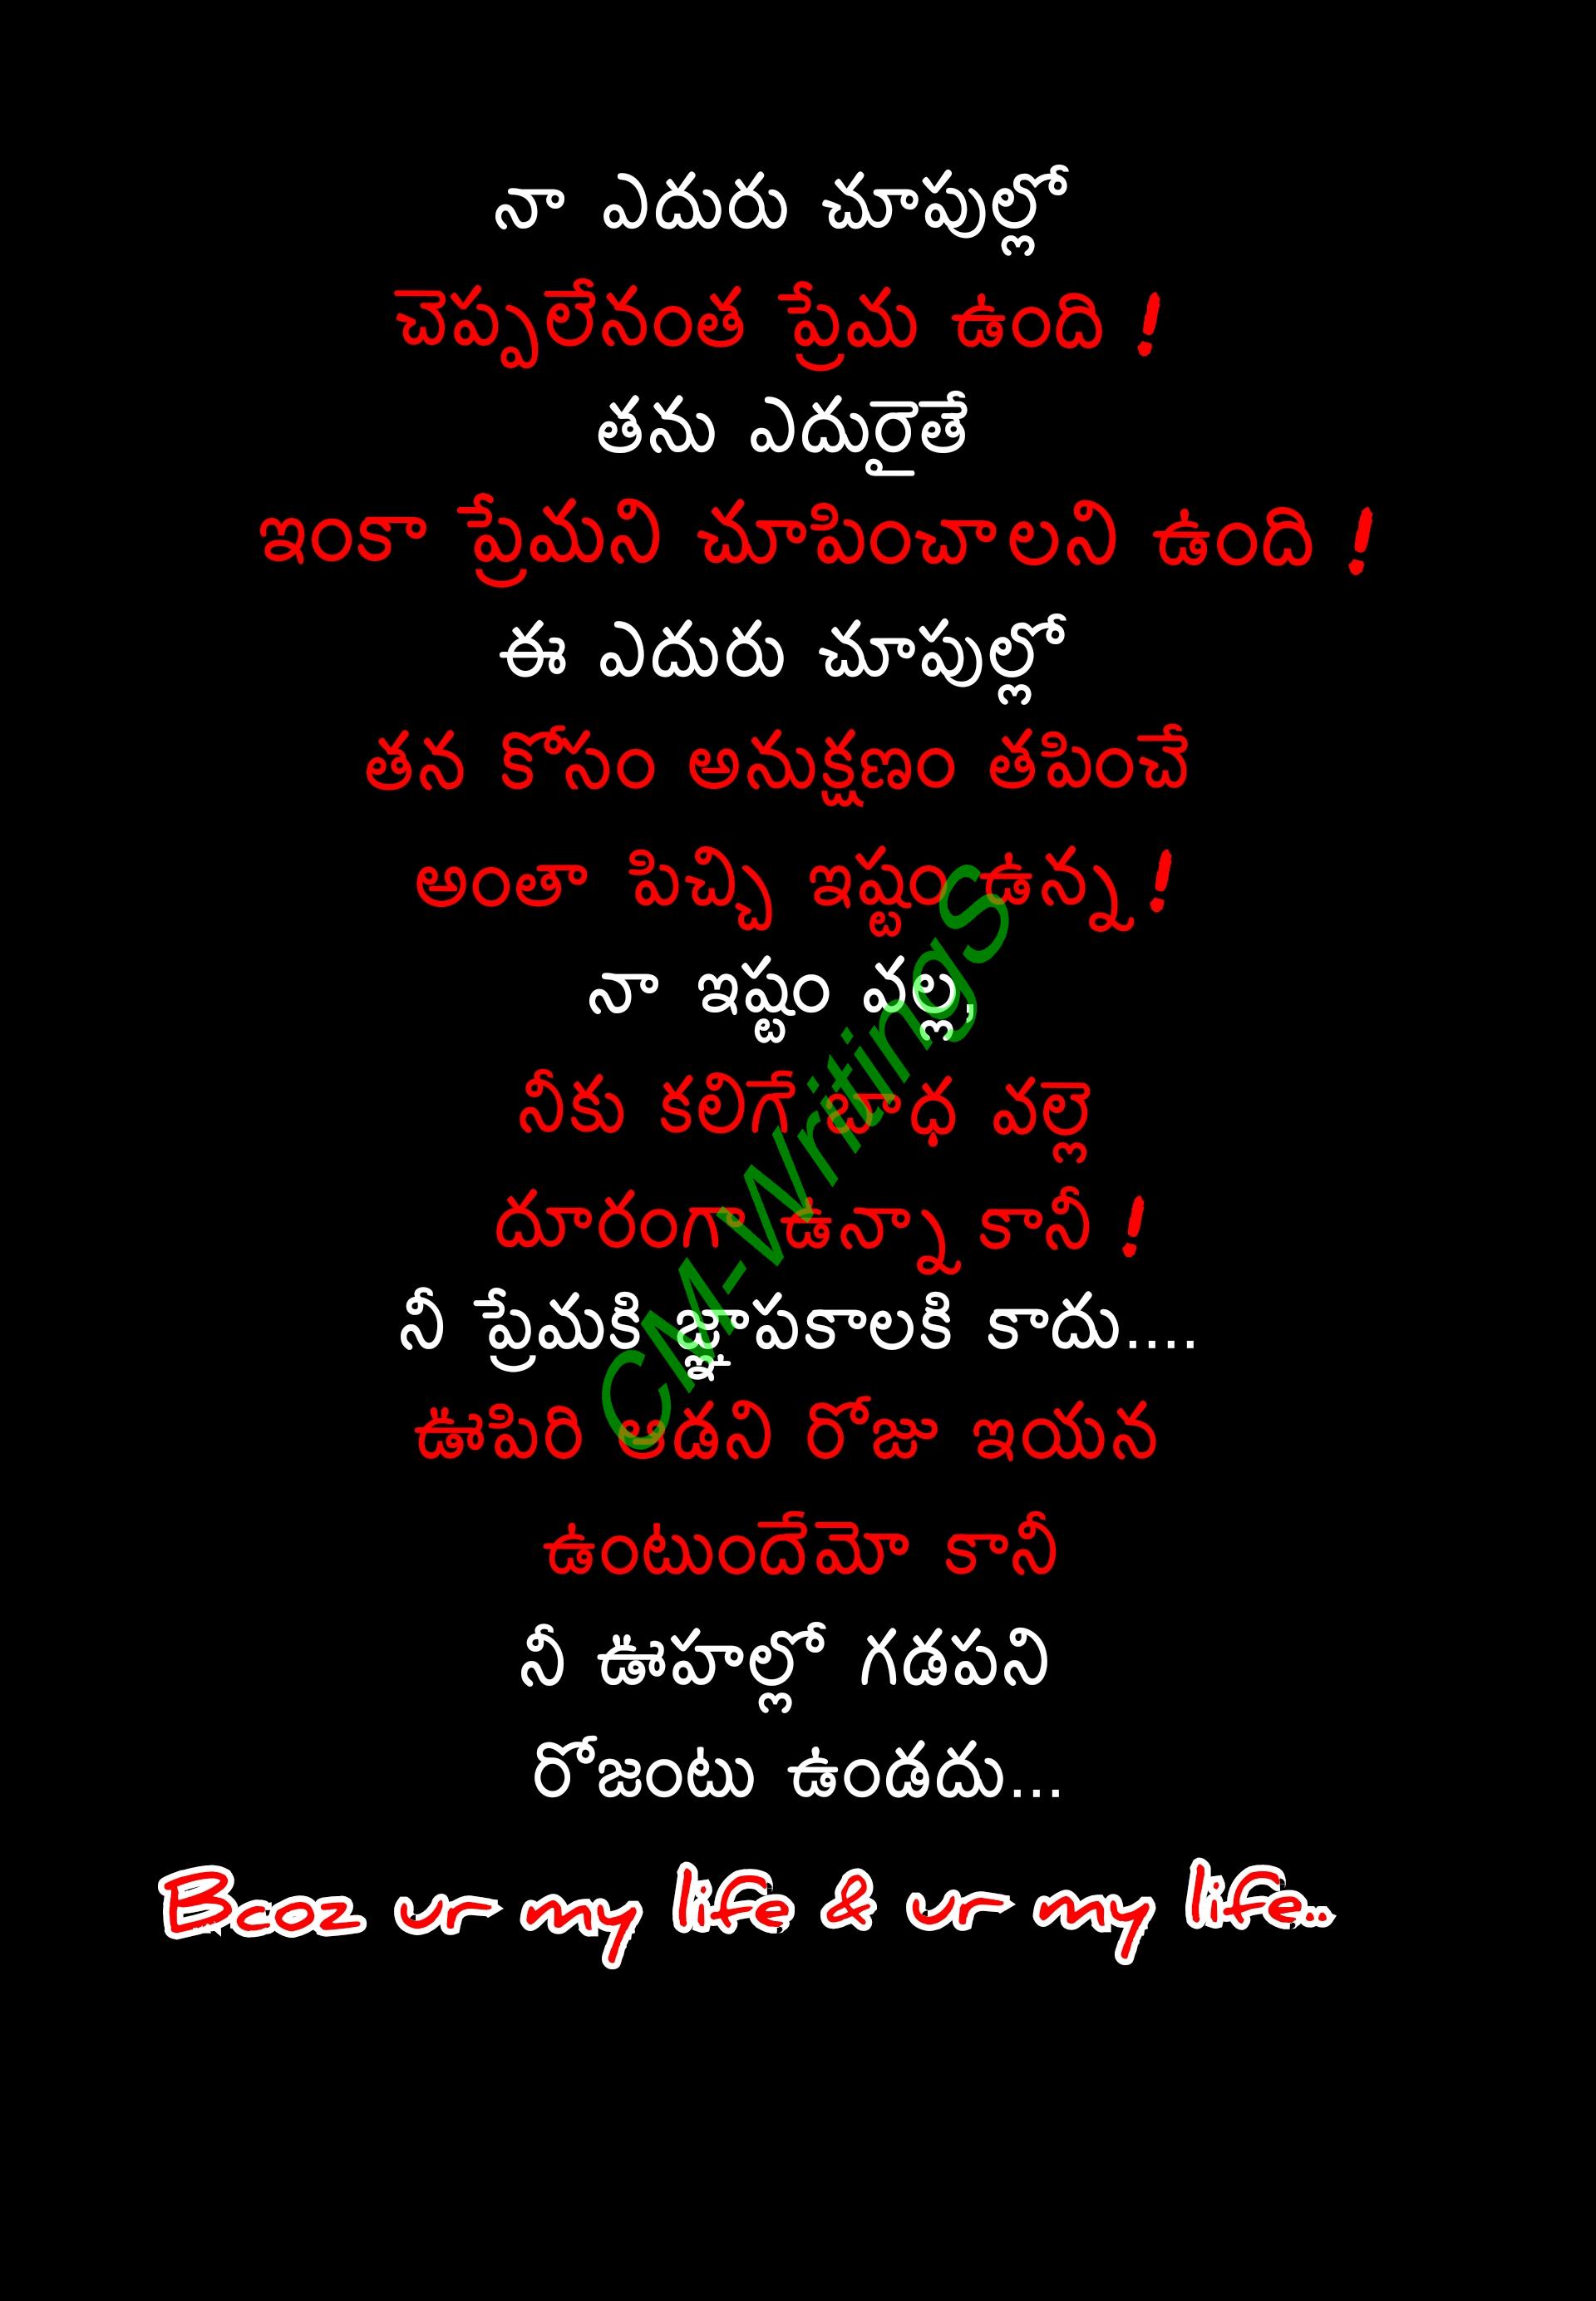 నా ఎదురు చూపుల్లో
చెప్పలేనంత ప్రేమ ఉంది !
తను ఎదురైతే
ఇంకా ప్రేమని చూపించాలని ఉంది !
ఈ ఎదురు చూపుల్లో
తన కోసం అనుక్షణం తపించే
అంతా పిచ్చి ఇష్టం ఉన్న !
నా ఇష్టం వల్ల,
నీకు కలిగే బాధ వల్లె
దూరంగా ఉన్నా కానీ !
నీ ప్రేమకి జ్ఞాపకాలకి కాదు....
ఊపిరి ఆడని రోజు ఇయన
ఉంటుందేమో కానీ
నీ ఊహల్లో గడపని
రోజంటు ఉండదు...
Bcoz ur my life & ur my life..
CM-WritingS